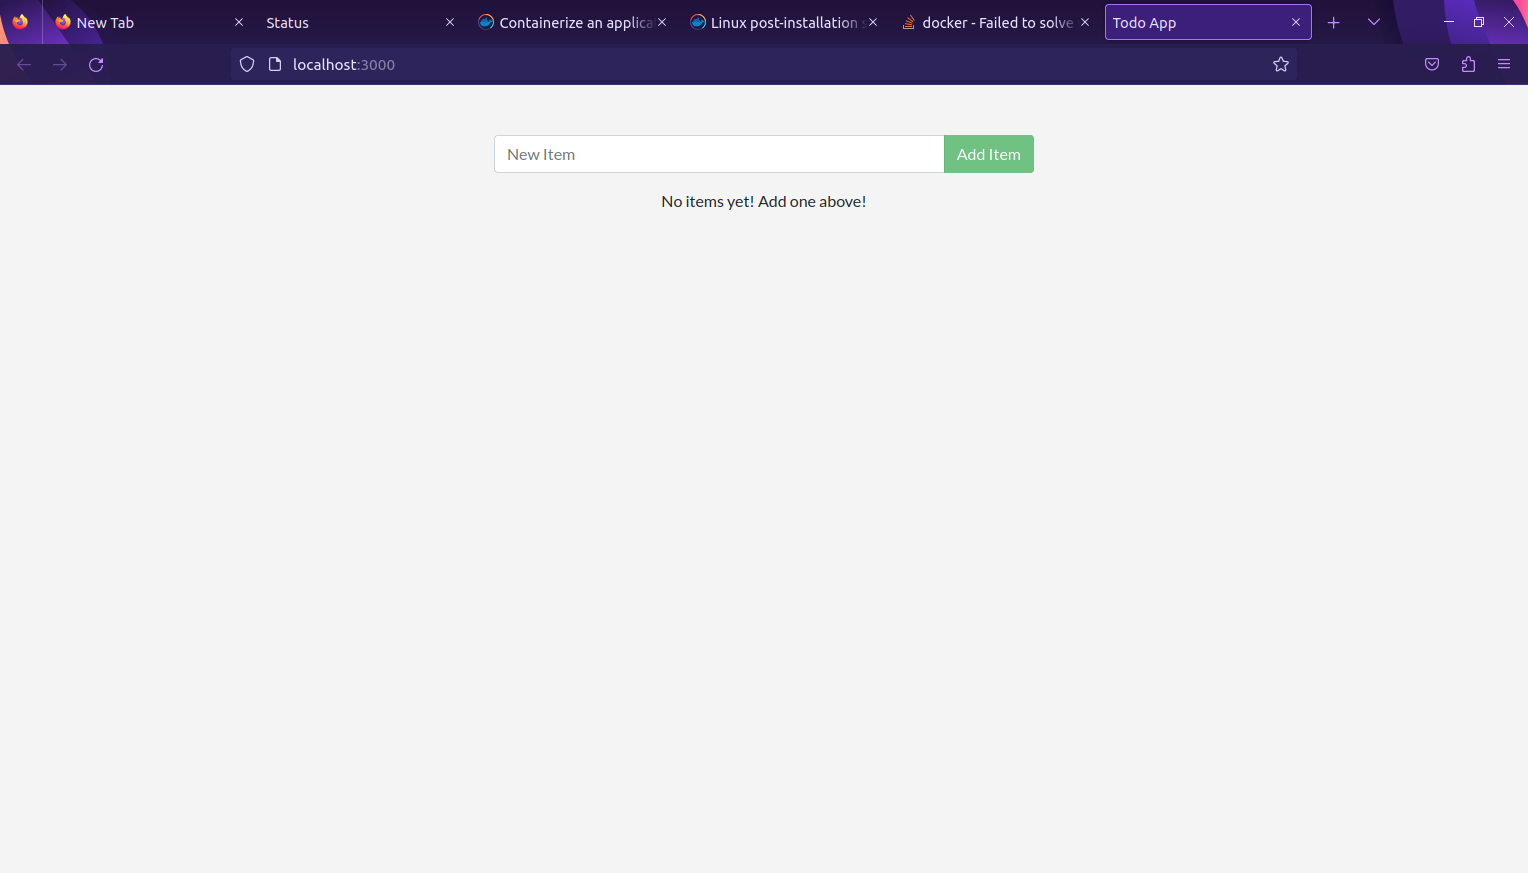 New Tab
Status
Containerize an applica
Linux post-installation s
docker - Failed to solve
Todo App
localhost:3000
New Item
Add Item
No items yet! Add one above!